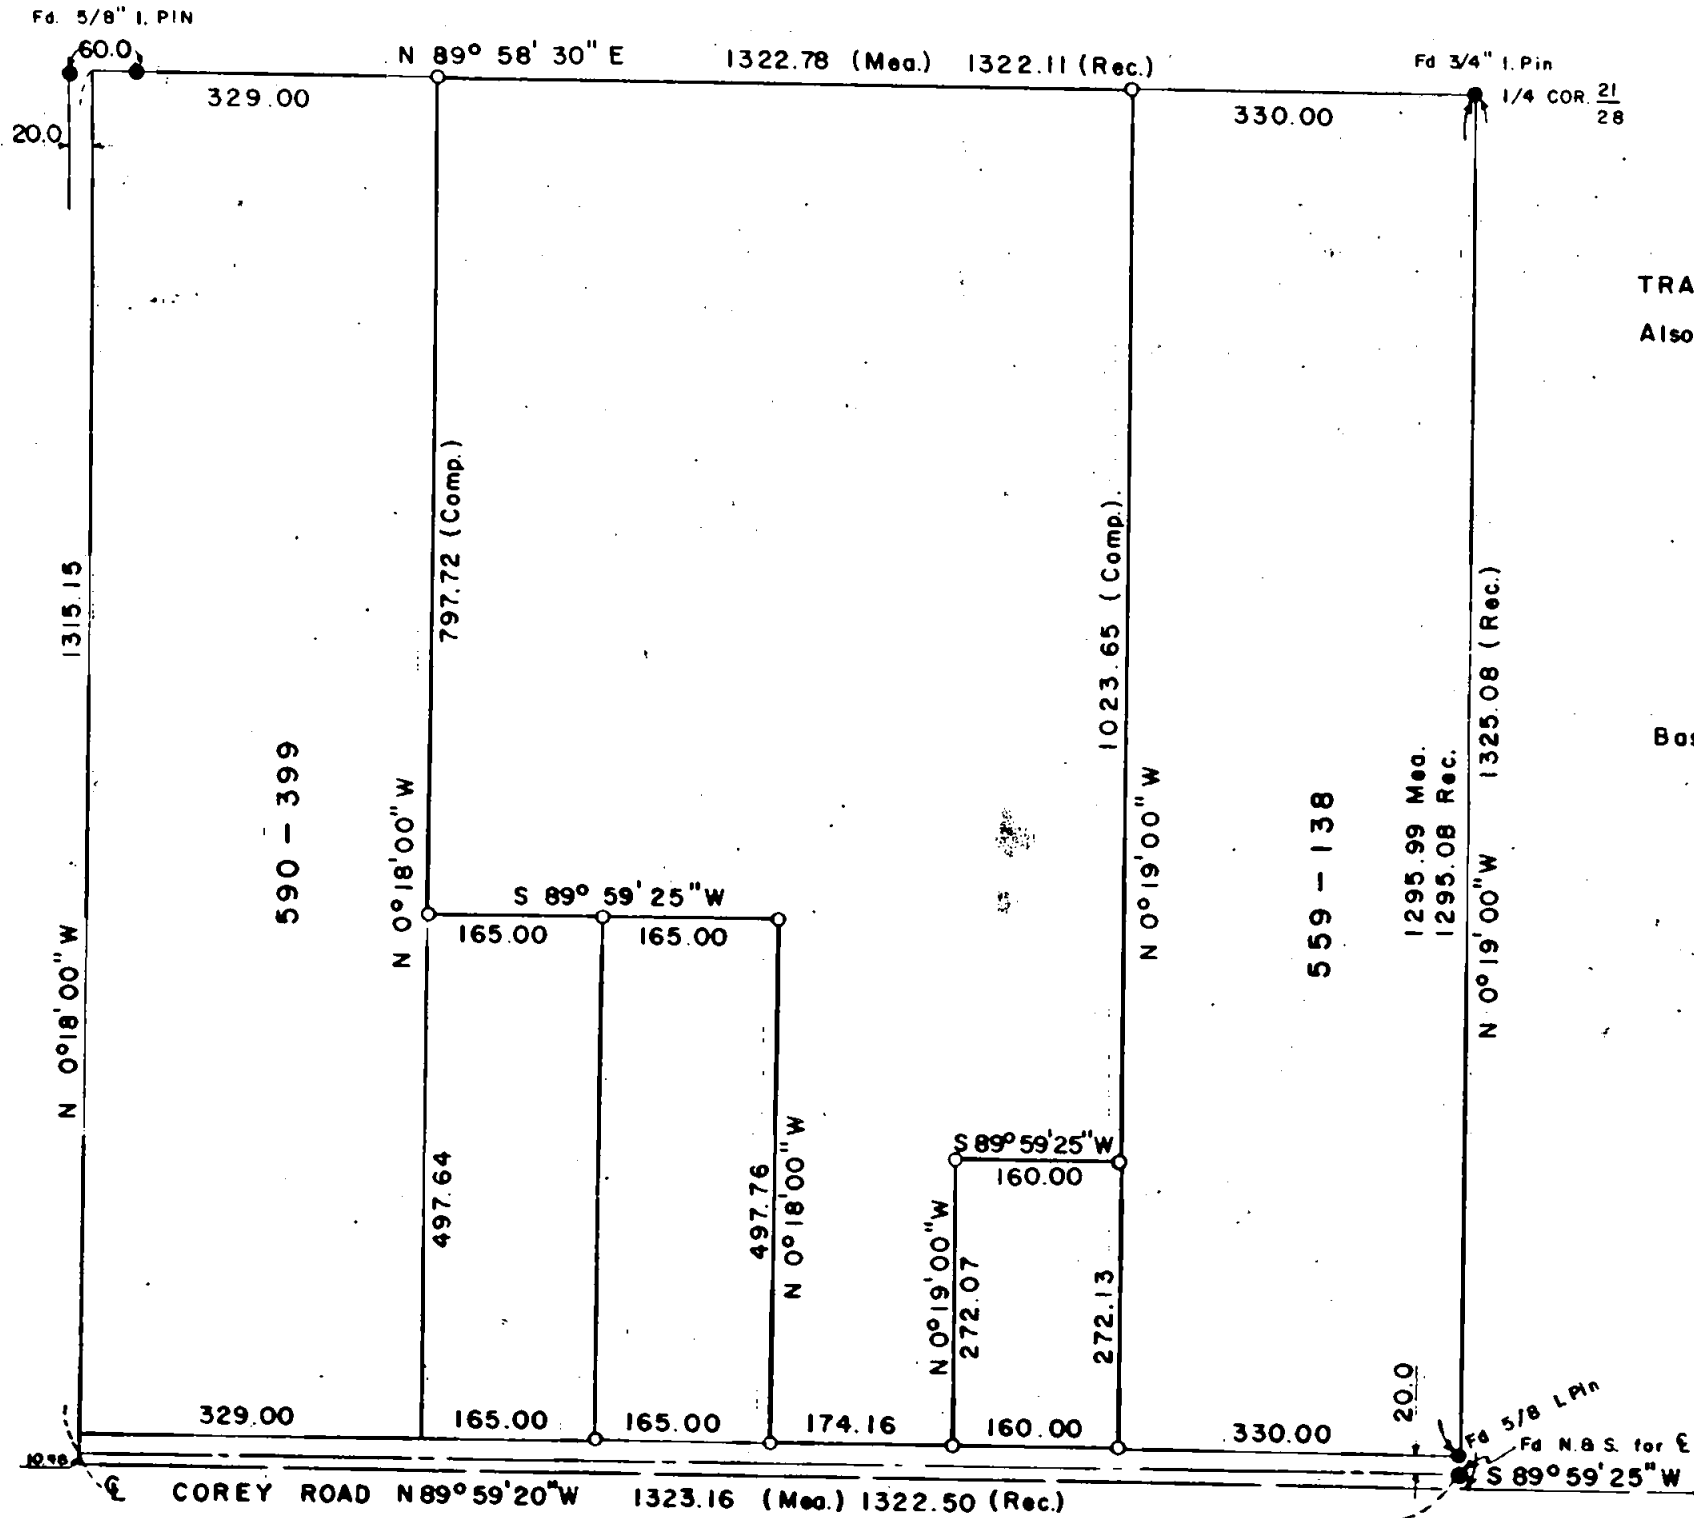 Fd. 5/8" I. PIN
60.0
N 89° 58' 30" E 1322.78 (Mea.) 1322.11 (Rec.)
Fd 3/4" I. Pin
1/4 COR. 21/28
329.00
330.00
20.0
TRA
Also
797.72 (Comp.)
1023.65 (Comp.).
1315.15
1325.08 (Rec.)
Bas
590-399
N 0°18'00" W
N 0°19'00" W
559-138
1295.99 Mea.
1295.08 Rec.
N 0°19'00" W
S 89° 59' 25" W
165.00 165.00
N 0°18'00" W
S 89° 59' 25" W
160.00
497.64
497.76
N 0°18'00" W
N 0°19'00" W
272.07
272.13
20.0
329.00 165.00 165.00 174.16 160.00 330.00
Fd 5/8 I. Pin
Fd N. & S. for ℄
10.98
S 89° 59' 25" W
℄ COREY ROAD N 89° 59' 20" W 1323.16 (Mea.) 1322.50 (Rec.)